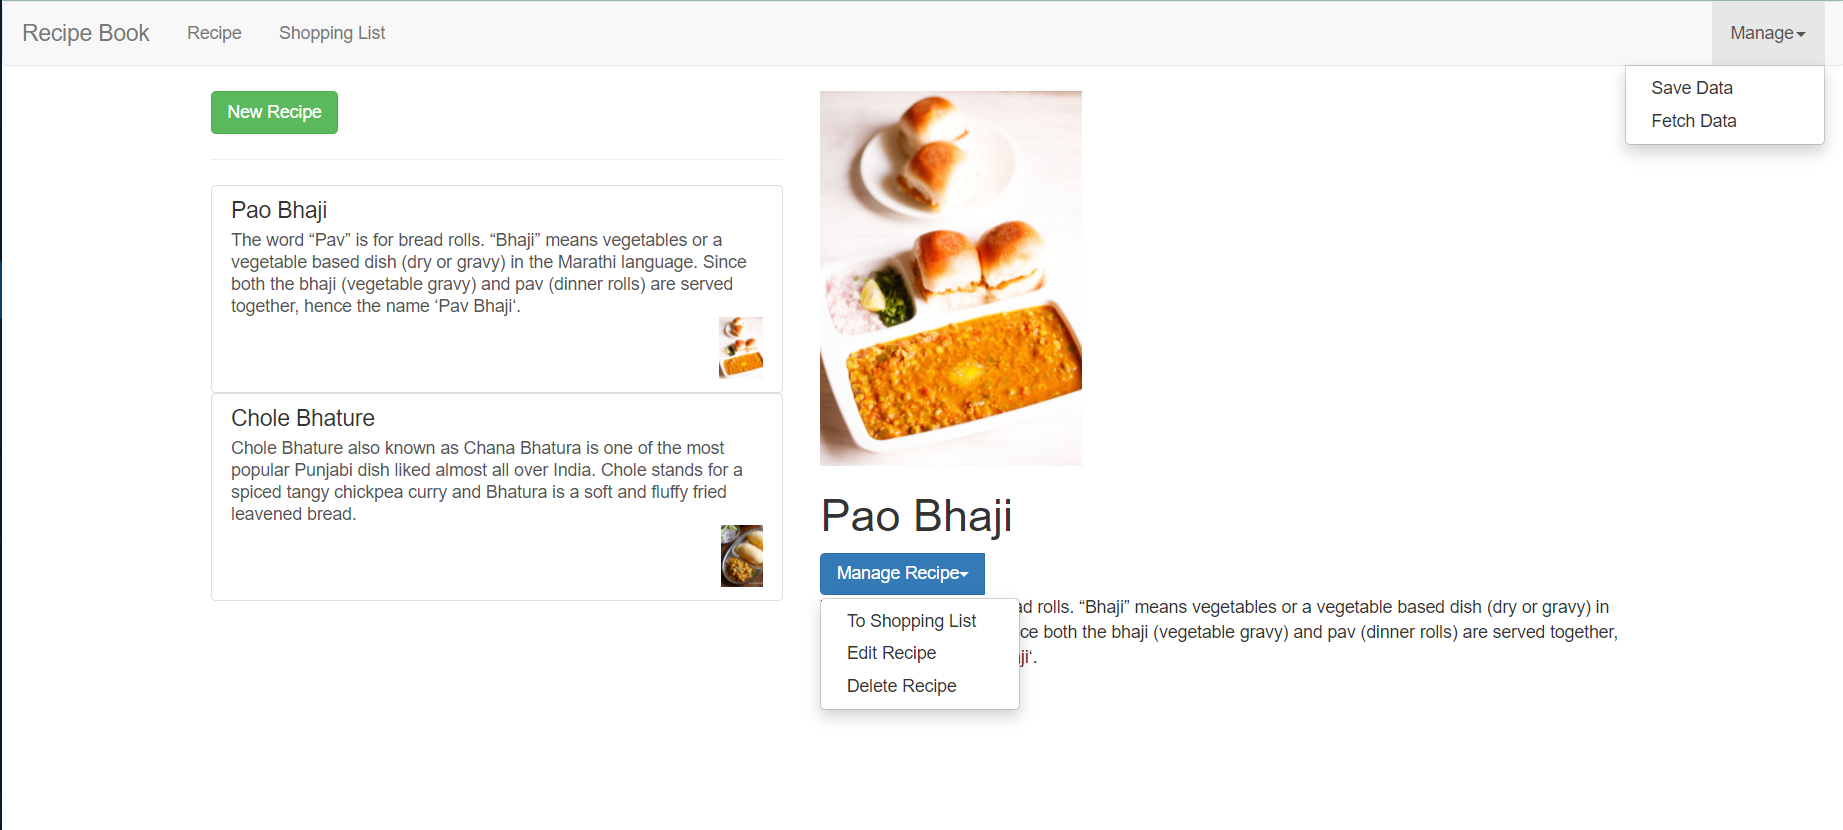 Recipe Book
Recipe
Shopping List
Manage
Save Data
Fetch Data
New Recipe
Pao Bhaji
The word “Pav” is for bread rolls. “Bhaji” means vegetables or a
vegetable based dish (dry or gravy) in the Marathi language. Since
both the bhaji (vegetable gravy) and pav (dinner rolls) are served
together, hence the name ‘Pav Bhaji‘.
Chole Bhature
Chole Bhature also known as Chana Bhatura is one of the most
popular Punjabi dish liked almost all over India. Chole stands for a
spiced tangy chickpea curry and Bhatura is a soft and fluffy fried
leavened bread.
Pao Bhaji
Manage Recipe
To Shopping List
Edit Recipe
Delete Recipe
rolls. “Bhaji” means vegetables or a vegetable based dish (dry or gravy) in
both the bhaji (vegetable gravy) and pav (dinner rolls) are served together,